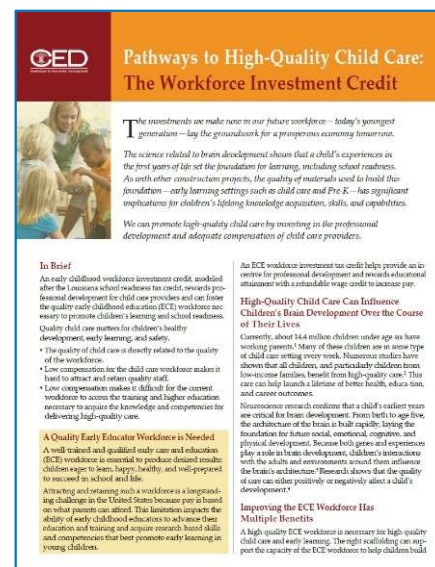 CED
Pathways to High-Quality Child Care:
The Workforce Investment Credit
The investments we make now in our future workforce—today's youngest
generation—lay the groundwork for a prosperous economy tomorrow.
The science related to brain development shows that a child's experiences in
the first years of life set the foundation for learning, including school readiness.
As with other construction projects, the quality of materials used to build this
foundation—early learning settings such as child care and Pre-K—has significant
implications for children's lifelong knowledge acquisition, skills, and capabilities.
We can promote high-quality child care by investing in the professional
development and adequate compensation of child care providers.
In Brief
An early childhood workforce investment credit, modeled
after the Louisiana school readiness tax credit, rewards pro-
fessional development for child care providers and can foster
the quality early childhood education (ECE) workforce nec-
essary to promote children's learning and school readiness.
Quality child care matters for children's healthy
development, early learning, and safety.
• The quality of child care is directly related to the quality
of the workforce.
• Low compensation for the child care workforce makes it
hard to attract and retain quality staff.
• Low compensation makes it difficult for the current
workforce to access the training and higher education
necessary to acquire the knowledge and competencies for
delivering high-quality care.
A Quality Early Educator Workforce is Needed
A well-trained and qualified early care and education
(ECE) workforce is essential to produce desired results:
children eager to learn, happy, healthy, and well-prepared
to succeed in school and life.
Attracting and retaining such a workforce is a longstand-
ing challenge in the United States because pay is based
on what parents can afford. This limitation impacts the
ability of early childhood educators to advance their
education and training and acquire research based skills
and competencies that best promote early learning in
young children.
An ECE workforce investment tax credit helps provide an in-
centive for professional development and rewards educational
attainment with a refundable wage credit to increase pay.
High-Quality Child Care Can Influence
Children's Brain Development Over the Course
of Their Lives
Currently, about 14.4 million children under age six have
working parents.¹ Many of these children are in some type
of child care setting every week. Numerous studies have
shown that all children, and particularly children from
low-income families, benefit from high-quality care.² This
care can help launch a lifetime of better health, educa-tion,
and career outcomes.
Neuroscience research confirms that a child's earliest years
are critical for brain development. From birth to age five,
the architecture of the brain is built rapidly, laying the
foundation for future social, emotional, cognitive, and
physical development. Because both genes and experiences
play a role in brain development, children's interactions
with the adults and environments around them influence
the brain's architecture.³ Research shows that the quality
of care can either positively or negatively affect a child's
development.⁴
Improving the ECE Workforce Has
Multiple Benefits
A high quality ECE workforce is necessary for high quality
child care and early learning. The right scaffolding can sup-
port the capacity of the ECE workforce to help children build